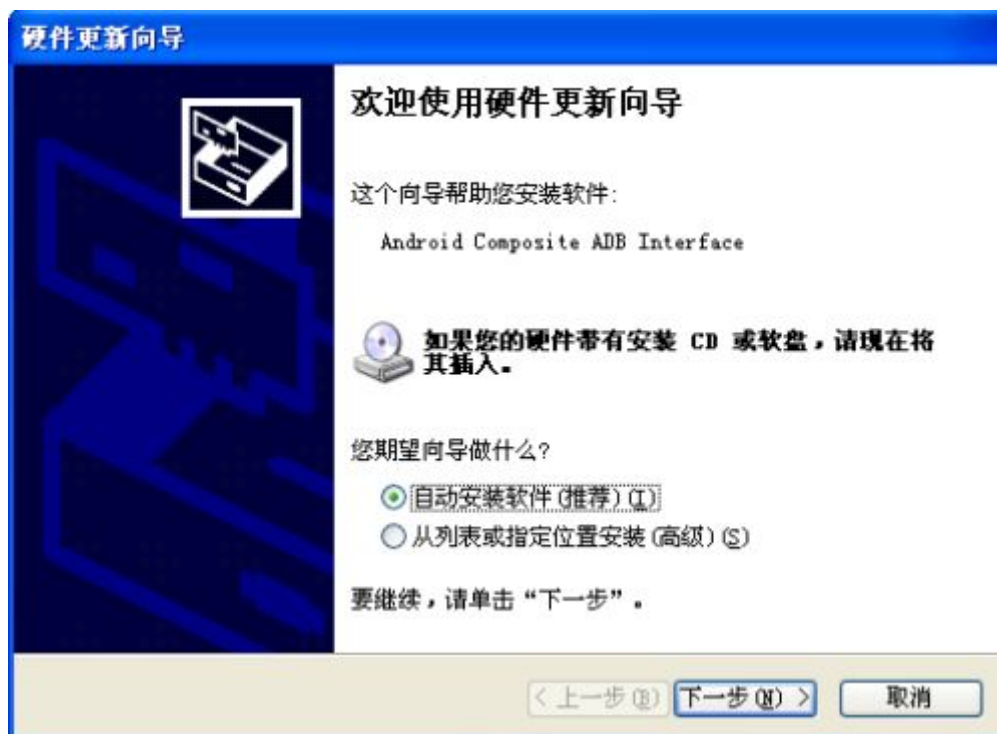 硬件更新向导
欢迎使用硬件更新向导
这个向导帮助您安装软件:
Android Composite ADB Interface
如果您的硬件带有安装 CD 或软盘，请现在将
其插入。
您期望向导做什么?
自动安装软件(推荐)(I)
从列表或指定位置安装(高级)(S)
要继续，请单击“下一步”。
< 上一步(B) 下一步(N) > 取消